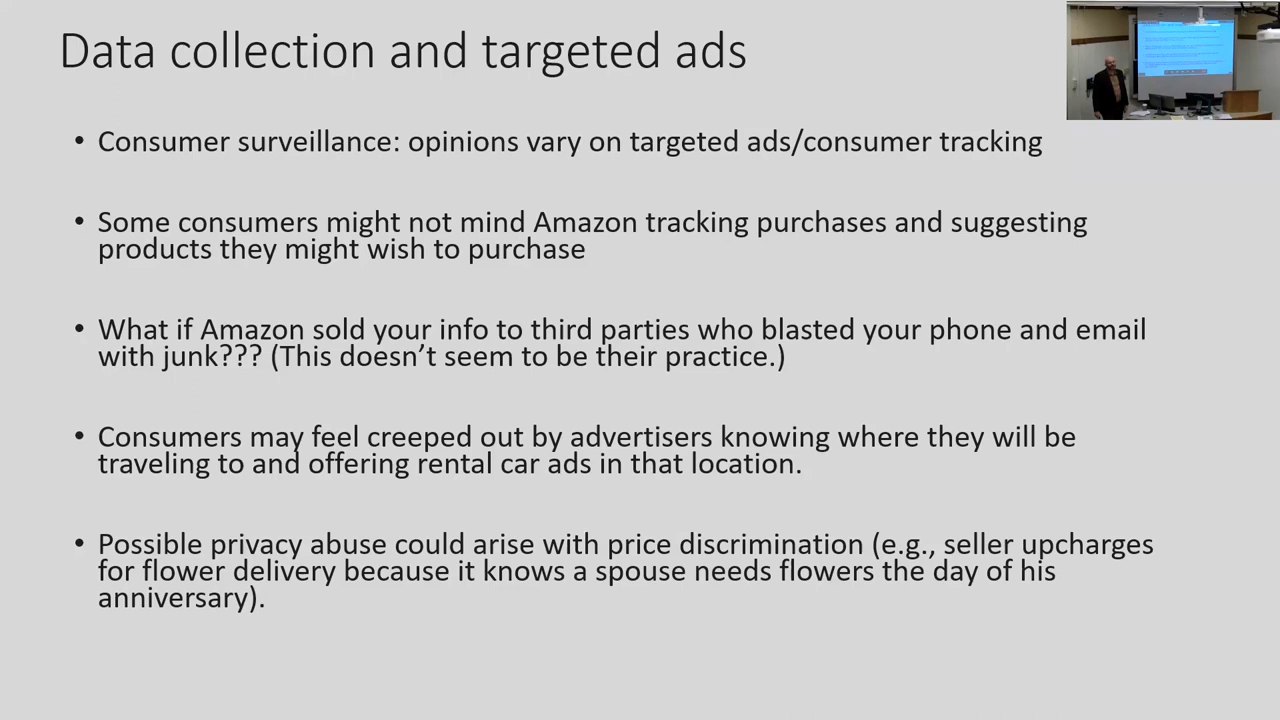 Data collection and targeted ads
• Consumer surveillance: opinions vary on targeted ads/consumer tracking
• Some consumers might not mind Amazon tracking purchases and suggesting
products they might wish to purchase
• What if Amazon sold your info to third parties who blasted your phone and email
with junk??? (This doesn’t seem to be their practice.)
• Consumers may feel creeped out by advertisers knowing where they will be
traveling to and offering rental car ads in that location.
• Possible privacy abuse could arise with price discrimination (e.g., seller upcharges
for flower delivery because it knows a spouse needs flowers the day of his
anniversary).